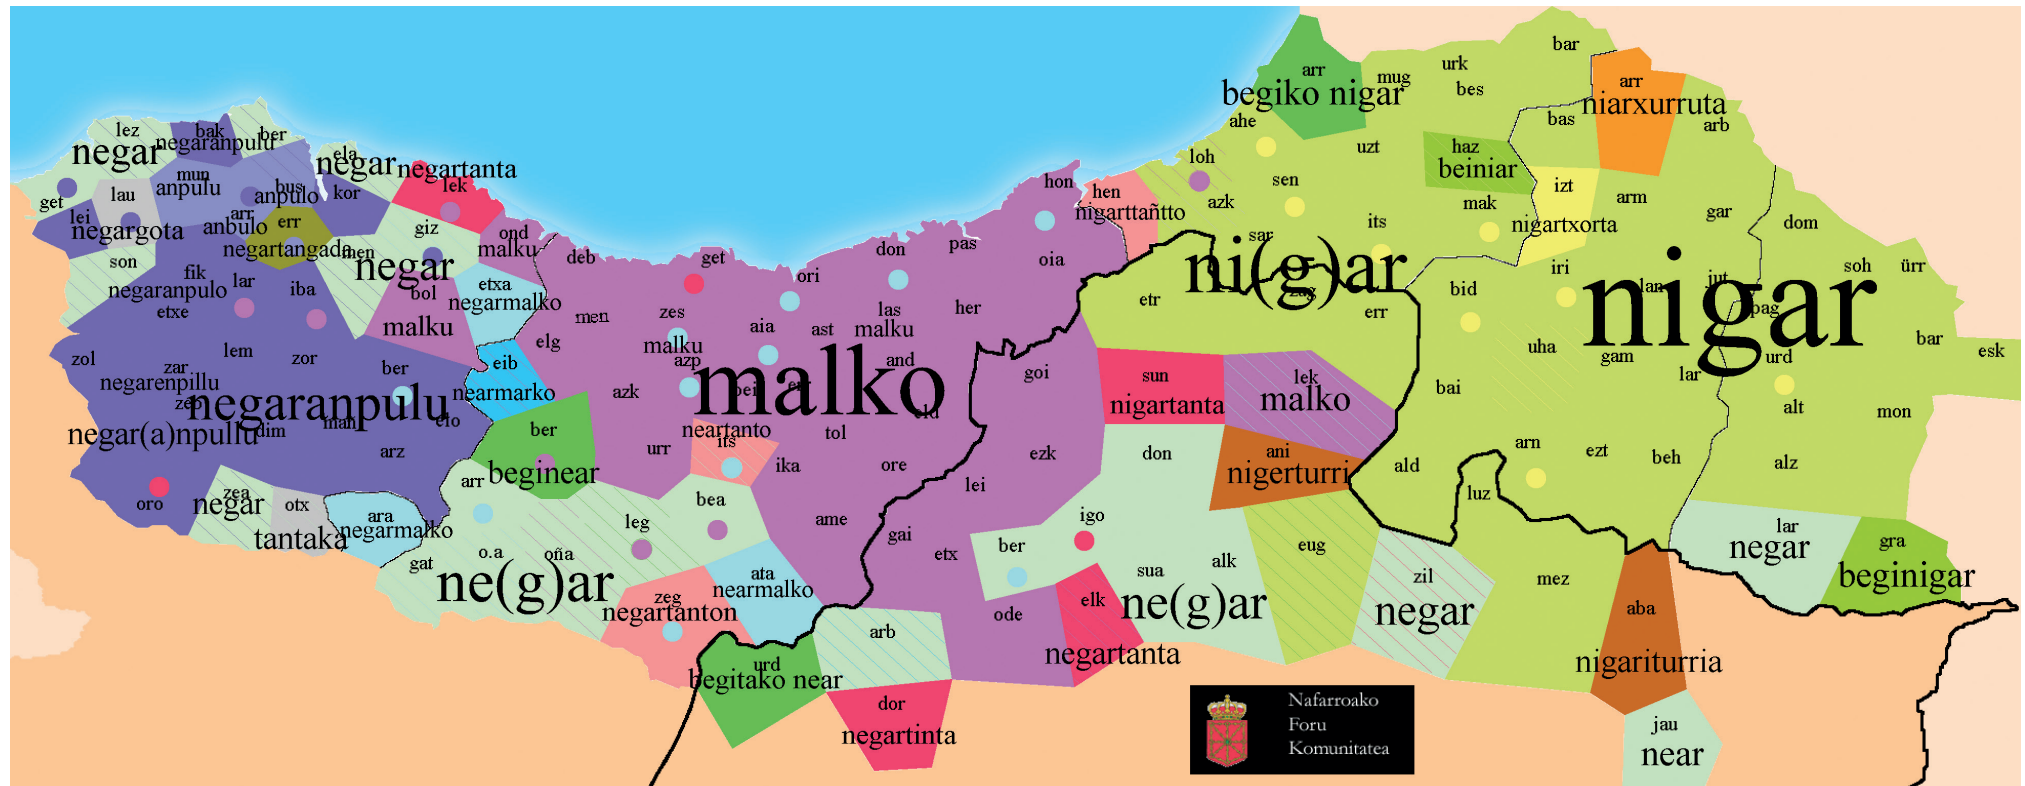 bar
arr
mug
urk
bes
begiko nigar
arr
niarxurruta
ahe
bas
arb
lez
bak
ber
negaranpulu
negar
ela
negar
negartanta
uzt
haz
beiniar
loh
mun
anpulu
bus
anpulo
kor
lek
hon
hen
nigarttañtto
azk
sen
izt
arm
lau
get
lei
negargota
arr
anbulo
err
negartangada
giz
ond
malku
its
mak
nigartxorta
gar
dom
son
men
negar
deb
get
don
pas
oia
sar
ni(g)ar
zug
fik
negaranpulo
lar
iba
etxe
bol
malku
etxa
negarmalko
ori
etr
err
bid
iri
lan
jut
nigar
pag
soh
ürr
men
zes
malku
azp
aia
ast
las
malku
her
zol
lem
zor
zar
negarenpillu
ber
eib
nearmarko
elg
and
goi
uha
gam
urd
bar
esk
negaranpulu
dim
mañ
elo
azk
bei
malko
eld
sun
nigartanta
lek
malko
bai
lar
alt
mon
negar(a)npullu
arz
ber
beginear
urr
neartanto
its
tol
ika
ore
ezk
don
ani
nigerturri
ald
arn
ezt
beh
alz
oro
zea
negar
otx
tantaka
ara
negarmalko
arr
lei
luz
leg
bea
ame
gai
igo
lar
negar
gra
beginigar
gat
o.a
oña
ne(g)ar
etx
ber
sua
alk
eug
zil
negar
mez
zeg
negartanton
ata
nearmalko
arb
ode
elk
ne(g)ar
negartanta
aba
nigariturria
urd
begitako near
dor
negartinta
jau
near
Nafarroako
Foru
Komunitatea